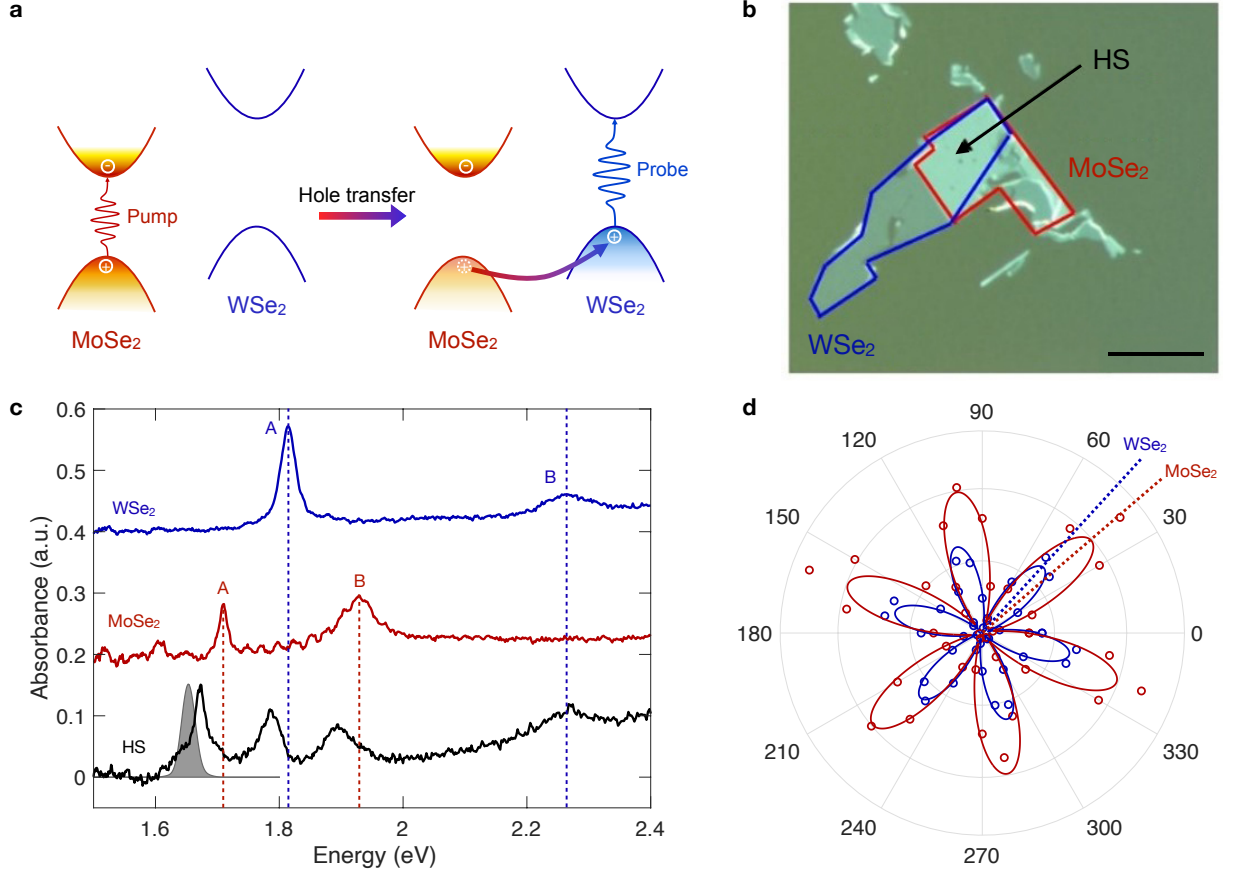 a
Pump
MoSe₂
WSe₂
Hole transfer
Probe
MoSe₂
WSe₂
b
HS
MoSe₂
WSe₂
c
Absorbance (a.u.)
0.6
0.5
0.4
0.3
0.2
0.1
0
A
B
WSe₂
A
B
MoSe₂
HS
1.6
1.8
2
2.2
2.4
Energy (eV)
d
90
60
30
0
330
300
270
240
210
180
150
120
WSe₂
MoSe₂